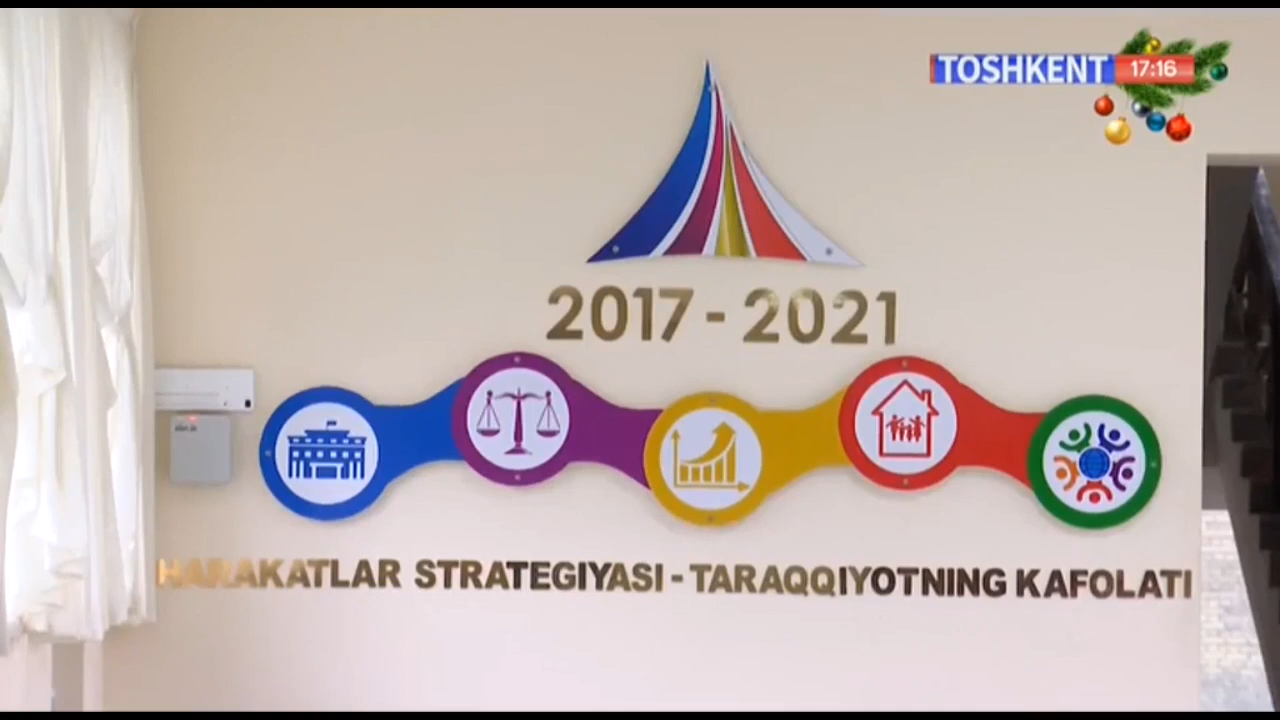 TOSHKENT 17:16
2017 - 2021
HARAKATLAR STRATEGIYASI - TARAQQIYOTNING KAFOLATI